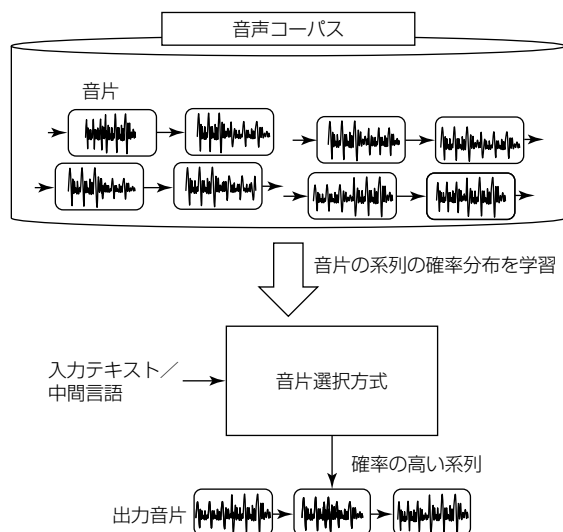 音声コーパス
音片
音片の系列の確率分布を学習
入力テキスト／
中間言語
音片選択方式
確率の高い系列
出力音片